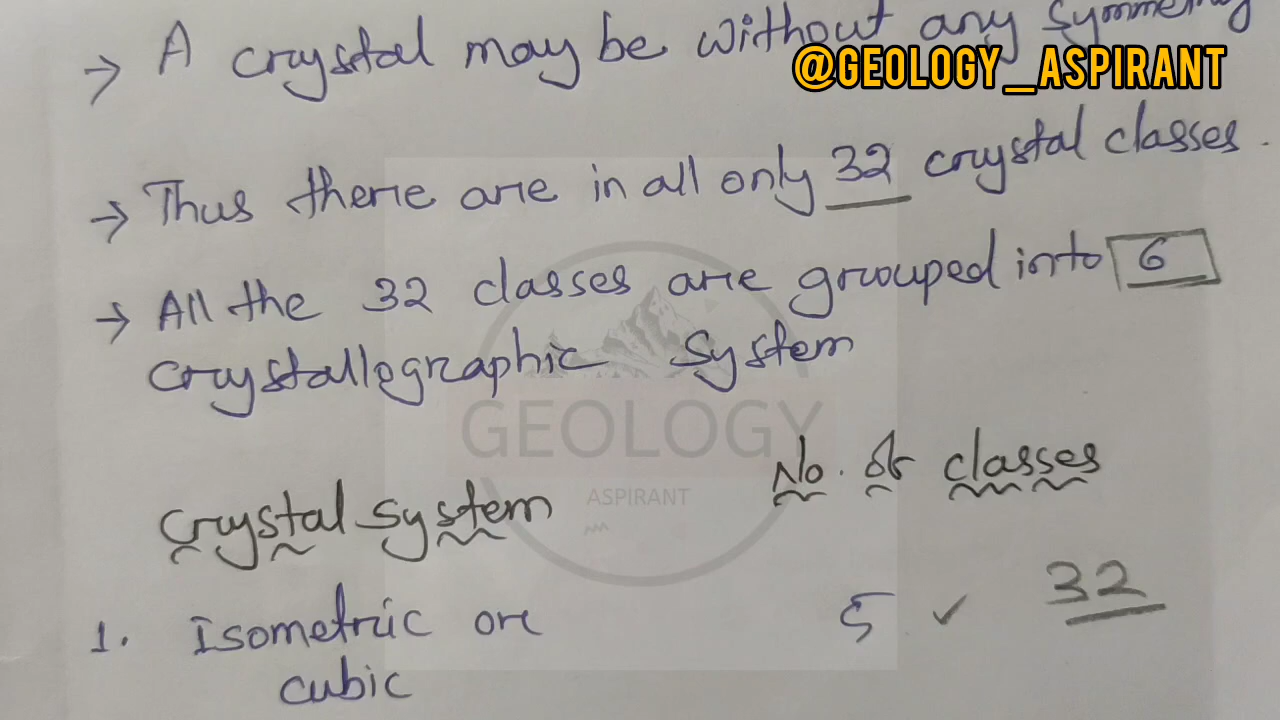 → A crystal may be without any symmetry
@GEOLOGY_ASPIRANT
→ Thus there are in all only 32 crystal classes.
→ All the 32 classes are grouped into 6
crystallographic system
GEOLOGY
ASPIRANT
Crystal system No. of classes
1. Isometric or 5 ✓ 32
cubic